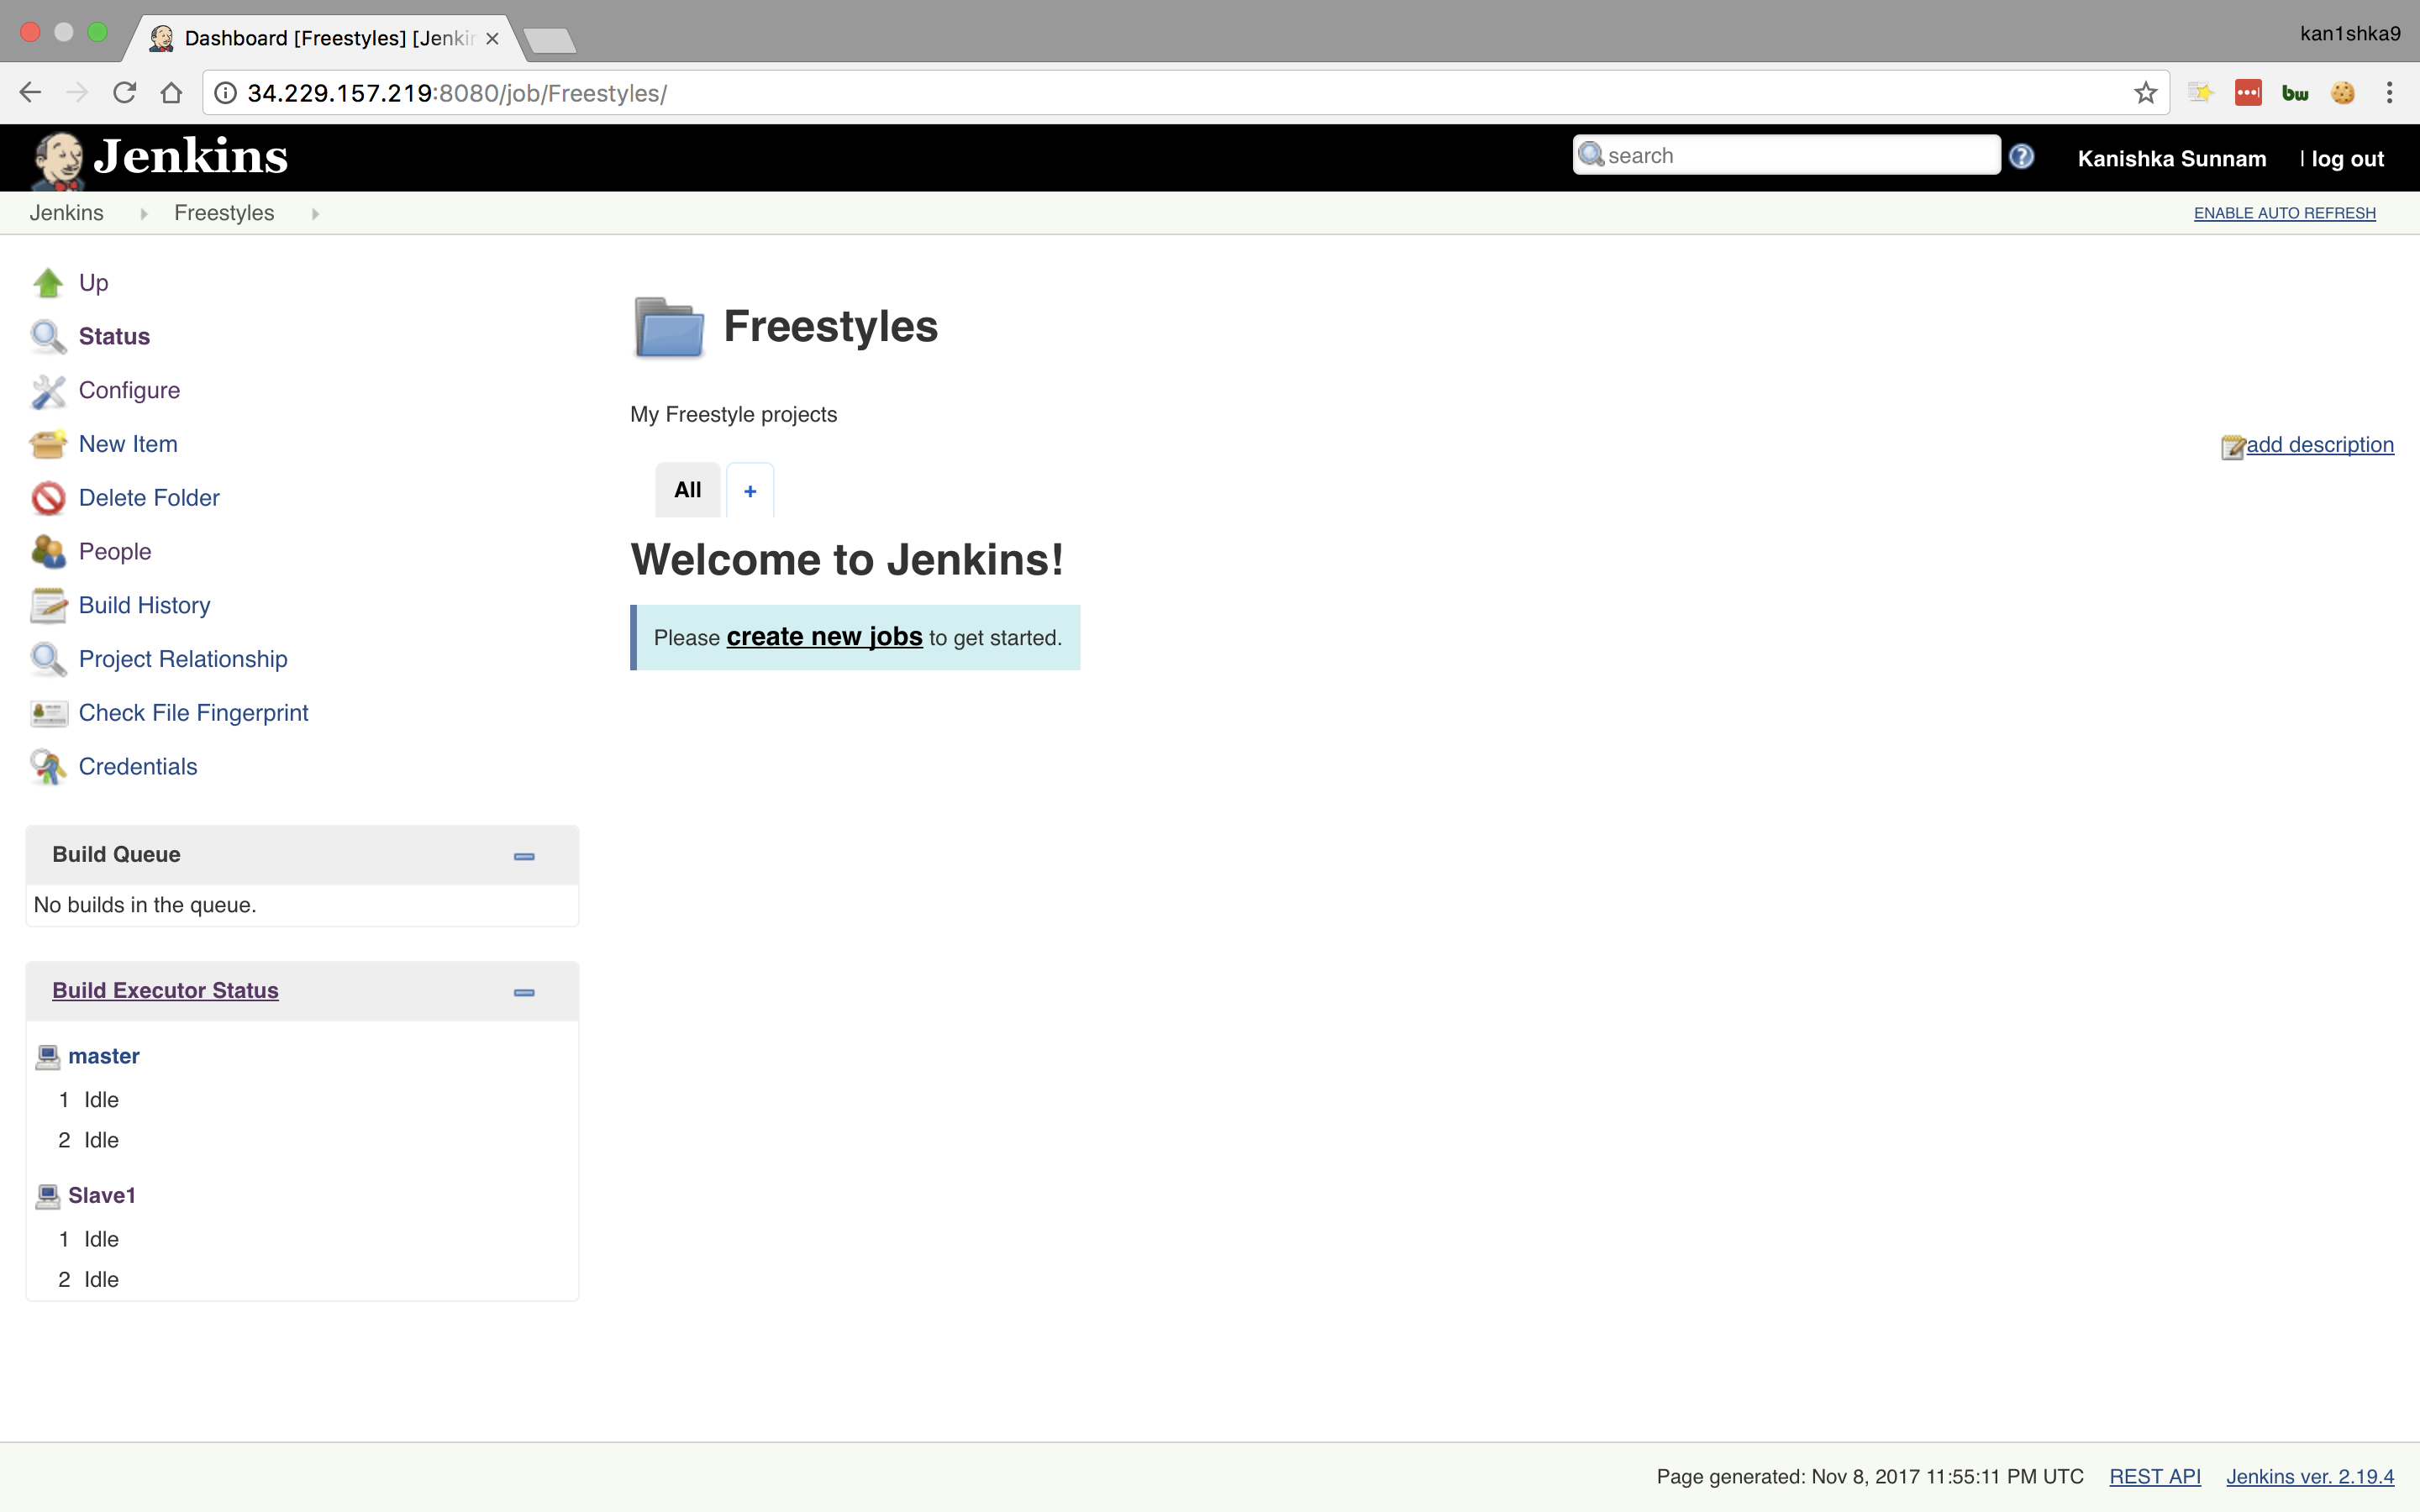 Dashboard [Freestyles] [Jenkin
kan1shka9
34.229.157.219:8080/job/Freestyles/
bw
Jenkins
search
Kanishka Sunnam | log out
Jenkins Freestyles
ENABLE AUTO REFRESH
Up
Status
Configure
New Item
Delete Folder
People
Build History
Project Relationship
Check File Fingerprint
Credentials
Build Queue
No builds in the queue.
Build Executor Status
master
1 Idle
2 Idle
Slave1
1 Idle
2 Idle
Freestyles
My Freestyle projects
add description
All +
Welcome to Jenkins!
Please create new jobs to get started.
Page generated: Nov 8, 2017 11:55:11 PM UTC REST API Jenkins ver. 2.19.4